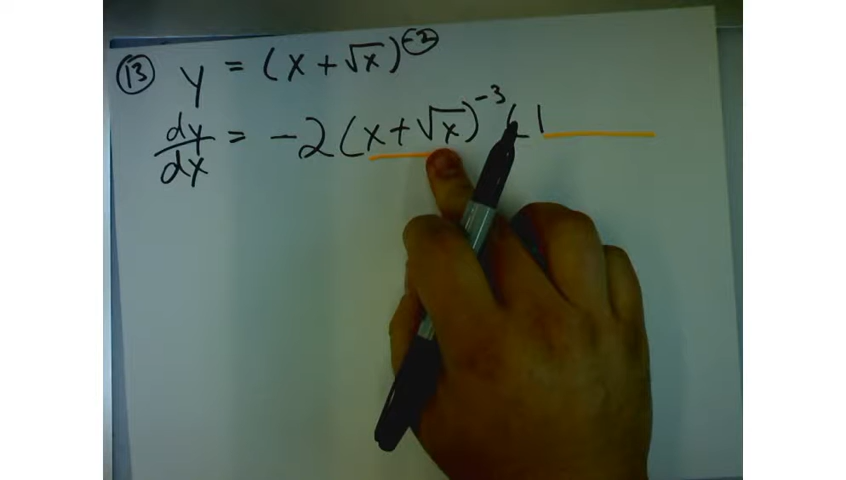 ⑬ y = (x + √x)⁻²
dy/dx = -2(x + √x)⁻³(1